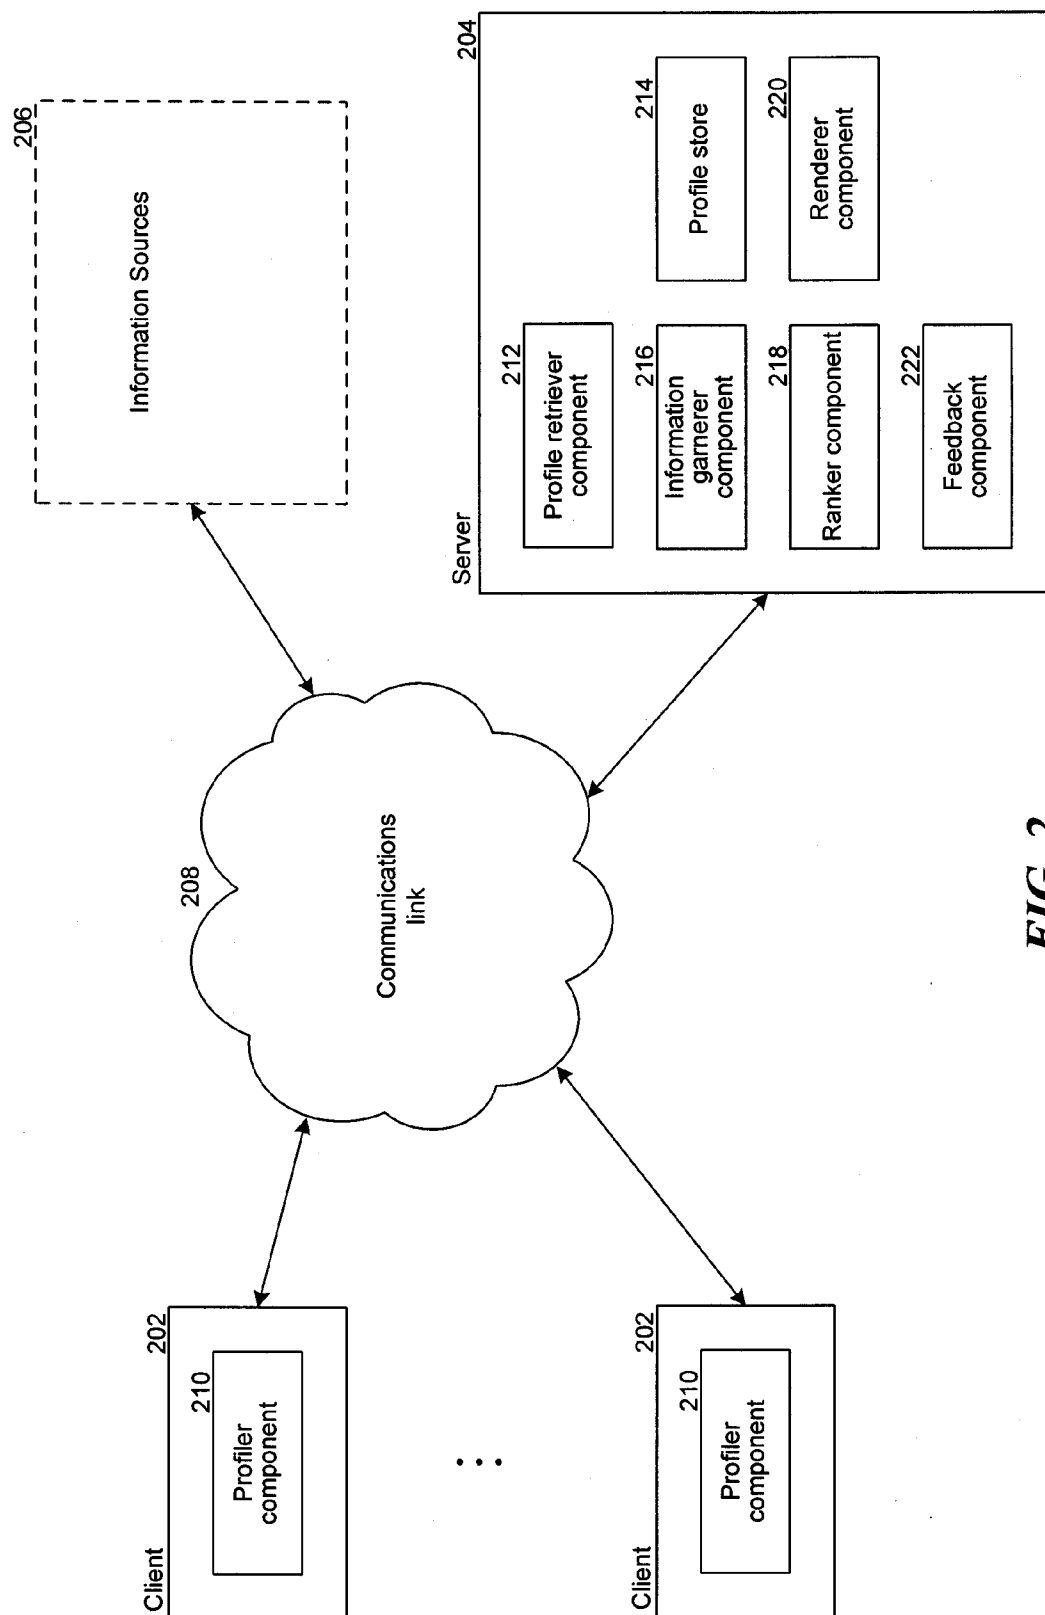 206
Information Sources
Client
202
210
Profiler
component
208
Communications
link
Server
204
212
Profile retriever
component
214
Profile store
216
Information
garnerer
component
218
Ranker component
220
Renderer
component
222
Feedback
component
...
Client
202
210
Profiler
component
FIG. 2